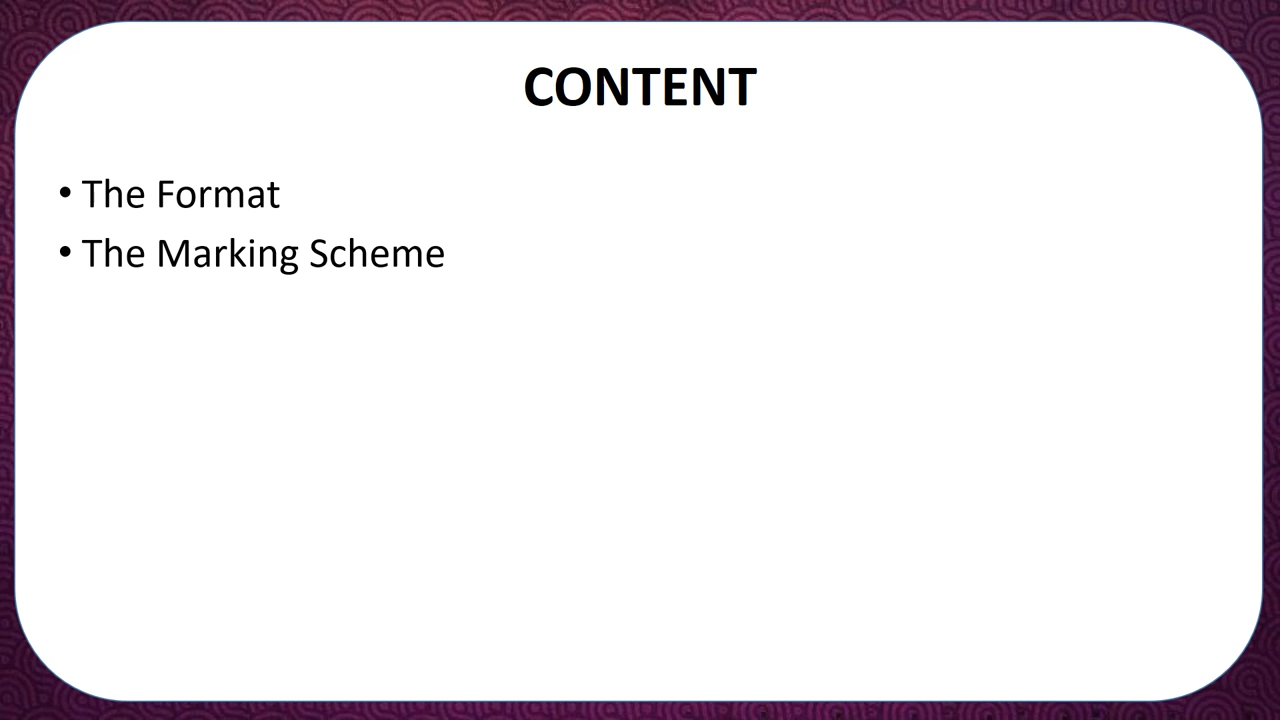 CONTENT
• The Format
• The Marking Scheme